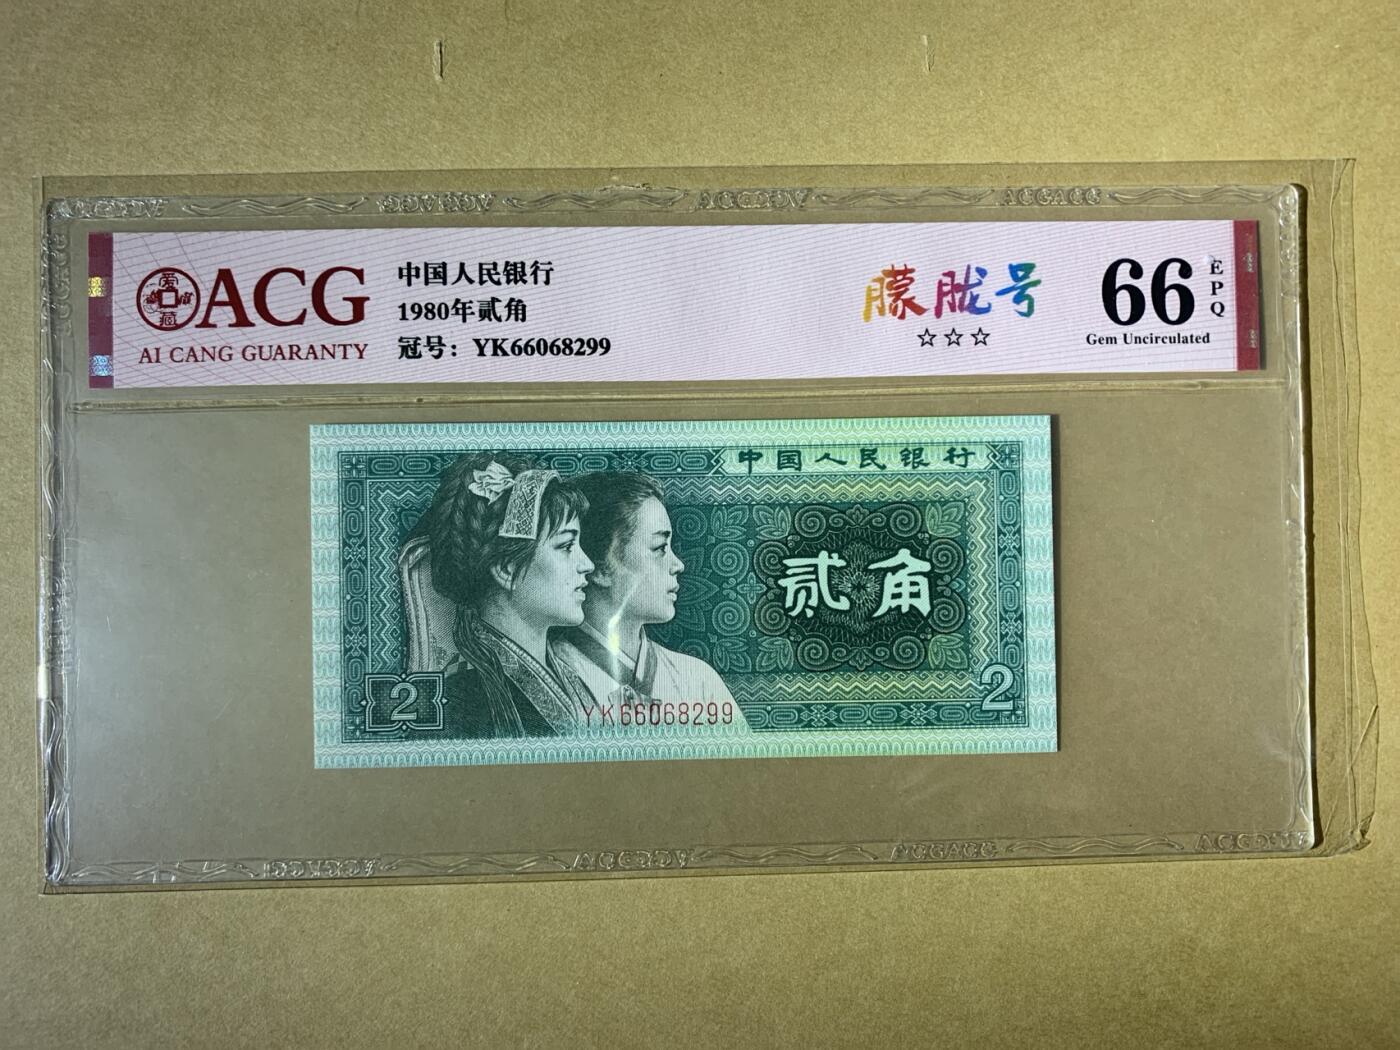 爱藏
ACG
AI CANG GUARANTY
中国人民银行
1980年贰角
冠号：YK66068299
朦胧号
☆☆☆
66
EPQ
Gem Uncirculated
中国人民银行
贰角
2
2
YK66068299